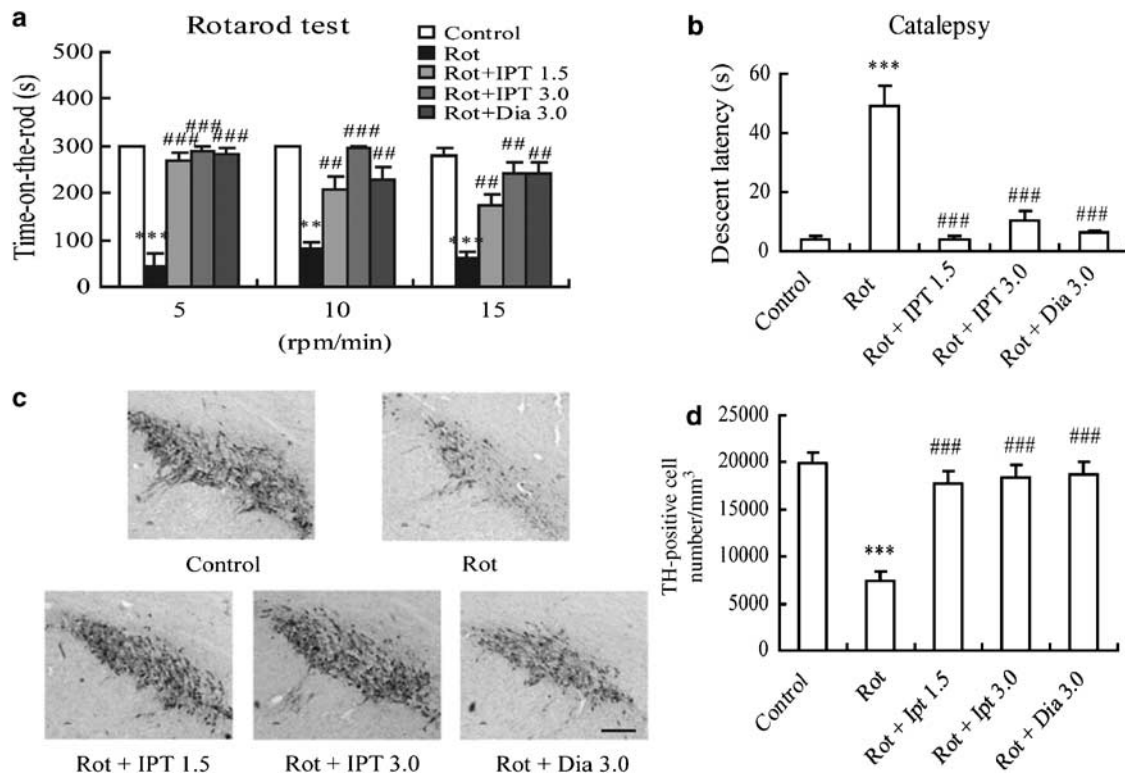 a
Rotarod test
Control
Rot
Rot+IPT 1.5
Rot+IPT 3.0
Rot+Dia 3.0
Time-on-the-rod (s)
500
400
300
200
100
0
***
###
###
###
**
##
###
##
***
##
##
##
5
10
15
(rpm/min)
b
Catalepsy
Descent latency (s)
60
40
20
0
***
###
###
###
Control
Rot
Rot + IPT 1.5
Rot + IPT 3.0
Rot + Dia 3.0
c
Control
Rot
Rot + IPT 1.5
Rot + IPT 3.0
Rot + Dia 3.0
d
TH-positive cell
number/mm³
25000
20000
15000
10000
5000
0
***
###
###
###
Control
Rot
Rot + Ipt 1.5
Rot + Ipt 3.0
Rot + Dia 3.0